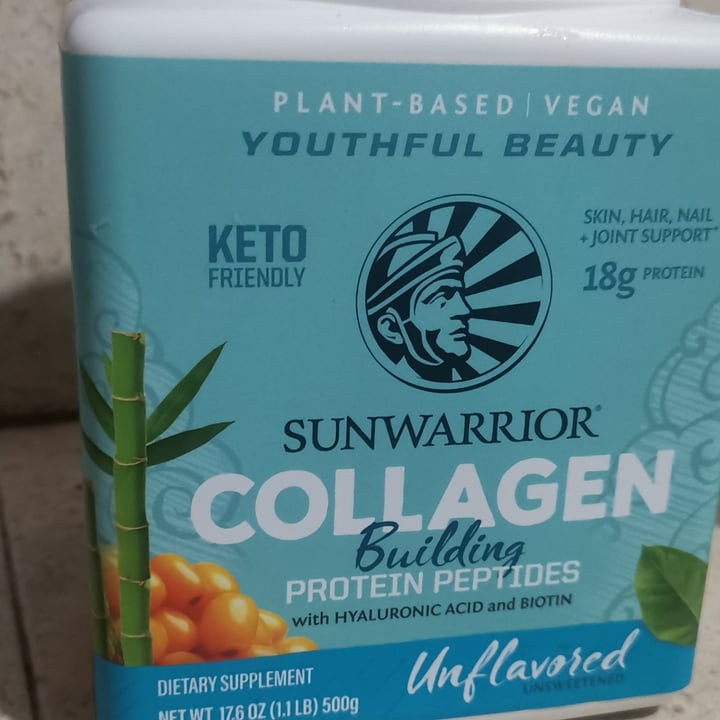 PLANT-BASED | VEGAN
YOUTHFUL BEAUTY
KETO
FRIENDLY
SKIN, HAIR, NAIL
+ JOINT SUPPORT*
18g PROTEIN
SUNWARRIOR®
COLLAGEN
Building
PROTEIN PEPTIDES
with HYALURONIC ACID and BIOTIN
Unflavored
UNSWEETENED
DIETARY SUPPLEMENT
NET WT 17.6 OZ (1.1 LB) 500g